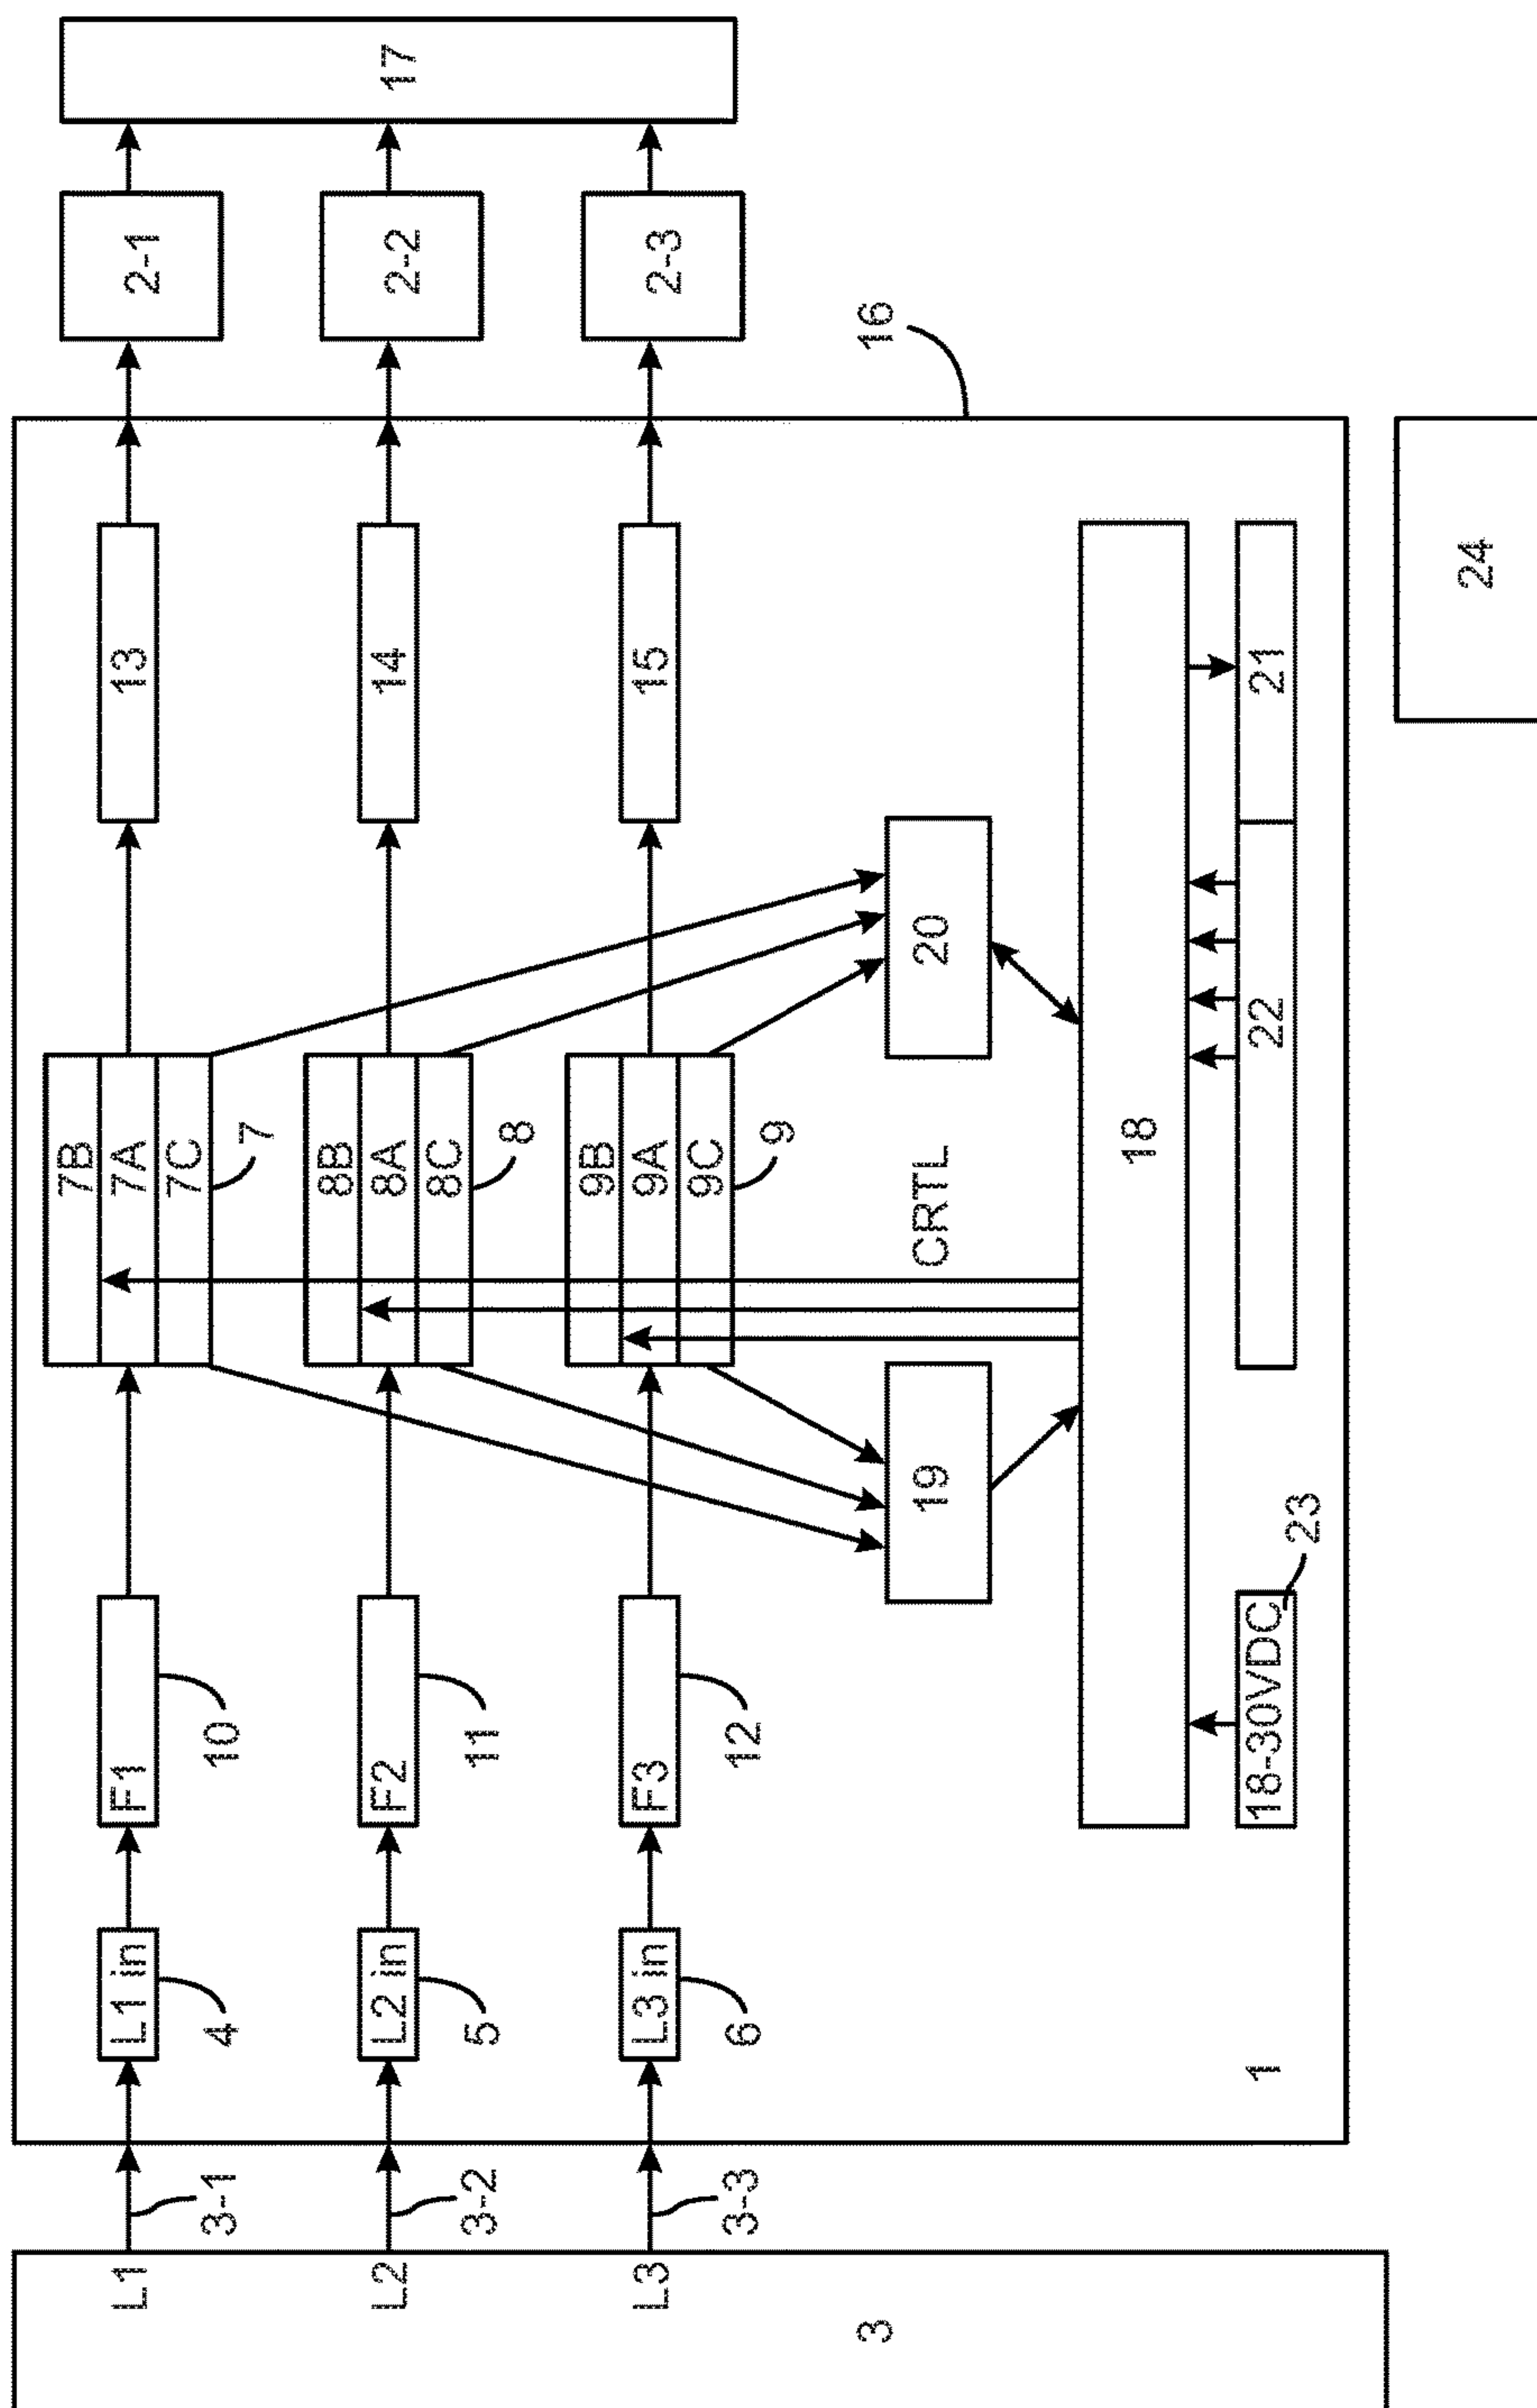 L1
3-1
L1 in
4
F1
10
7B
7A
7C
7
13
2-1
17
L2
3-2
L2 in
5
F2
11
8B
8A
8C
8
14
2-2
L3
3-3
L3 in
6
F3
12
9B
9A
9C
9
15
2-3
3
19
CRTL
20
16
18
1
18-30VDC
23
22
21
24